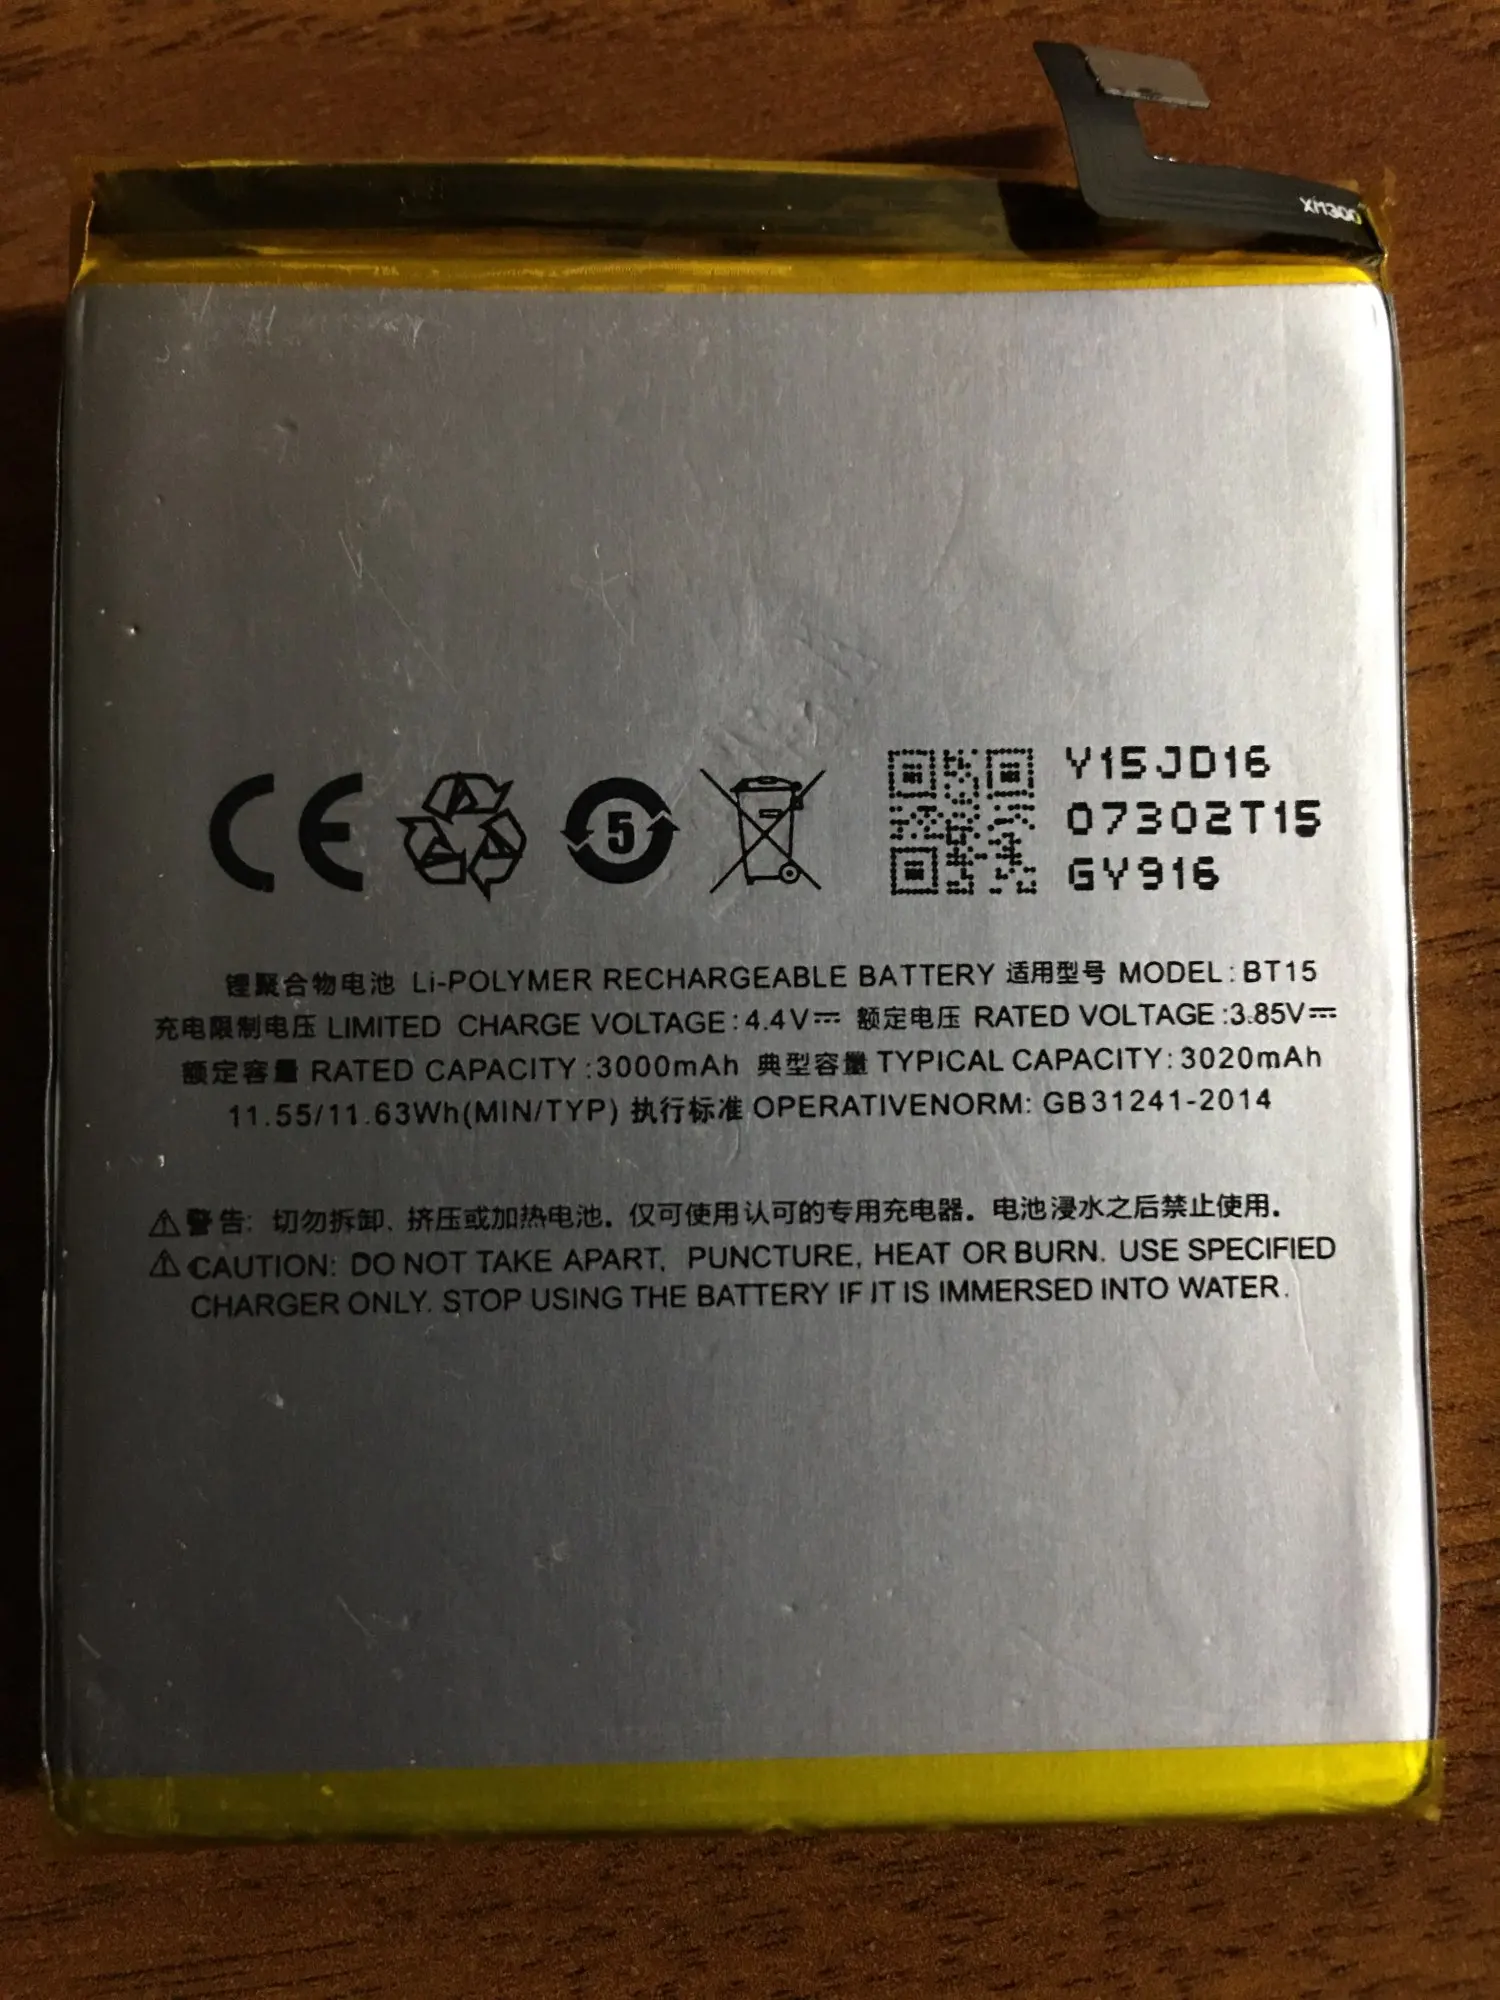 XM300
CE
5
Y15JD16
07302T15
GY916
锂聚合物电池 Li-POLYMER RECHARGEABLE BATTERY 适用型号 MODEL: BT15
充电限制电压 LIMITED CHARGE VOLTAGE:4.4V⎓ 额定电压 RATED VOLTAGE:3.85V⎓
额定容量 RATED CAPACITY:3000mAh 典型容量 TYPICAL CAPACITY: 3020mAh
11.55/11.63Wh(MIN/TYP) 执行标准 OPERATIVENORM: GB31241-2014
⚠警告: 切勿拆卸、挤压或加热电池。仅可使用认可的专用充电器。电池浸水之后禁止使用.
⚠CAUTION: DO NOT TAKE APART, PUNCTURE, HEAT OR BURN. USE SPECIFIED
CHARGER ONLY. STOP USING THE BATTERY IF IT IS IMMERSED INTO WATER.